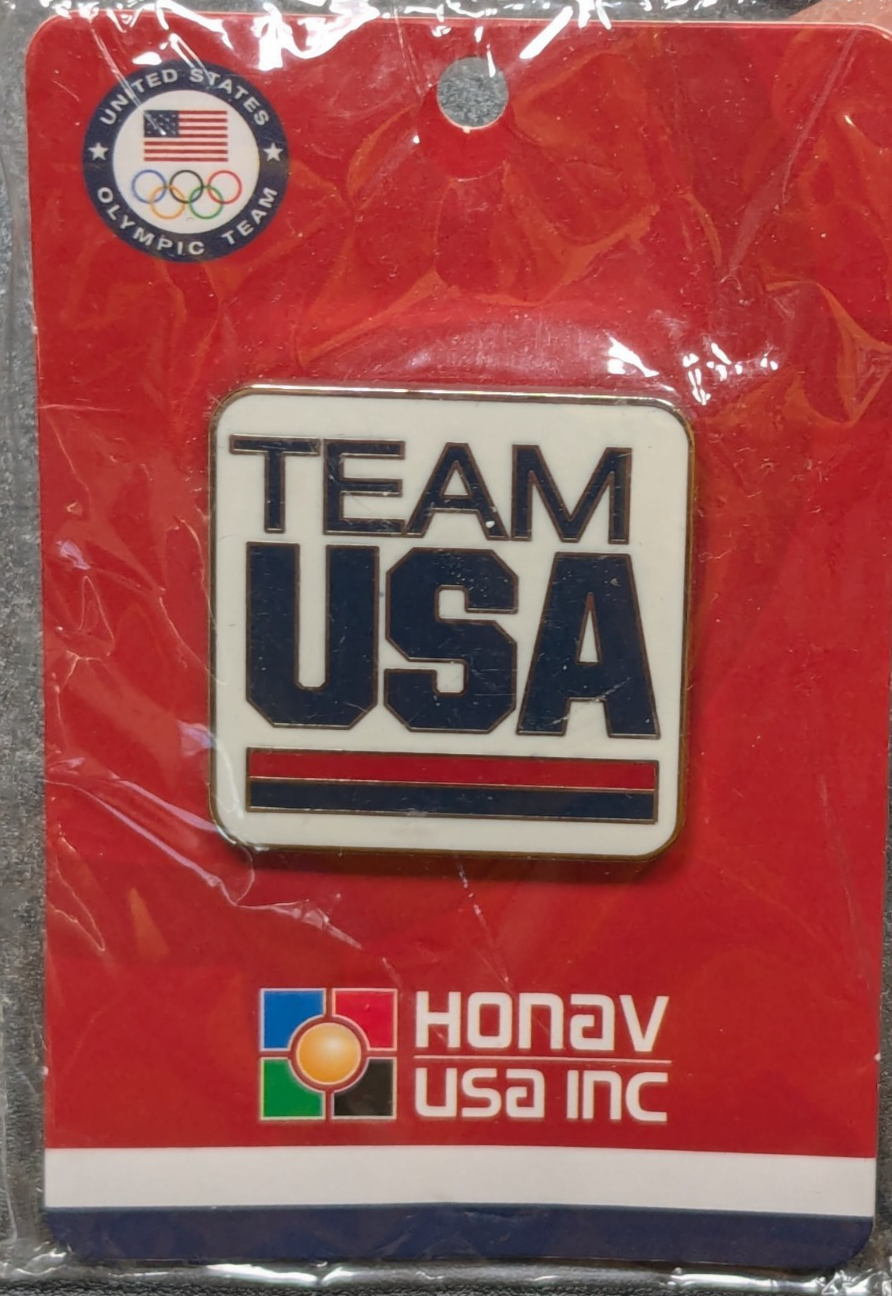 UNITED STATES
OLYMPIC TEAM
TEAM
USA
HONAV
USA INC